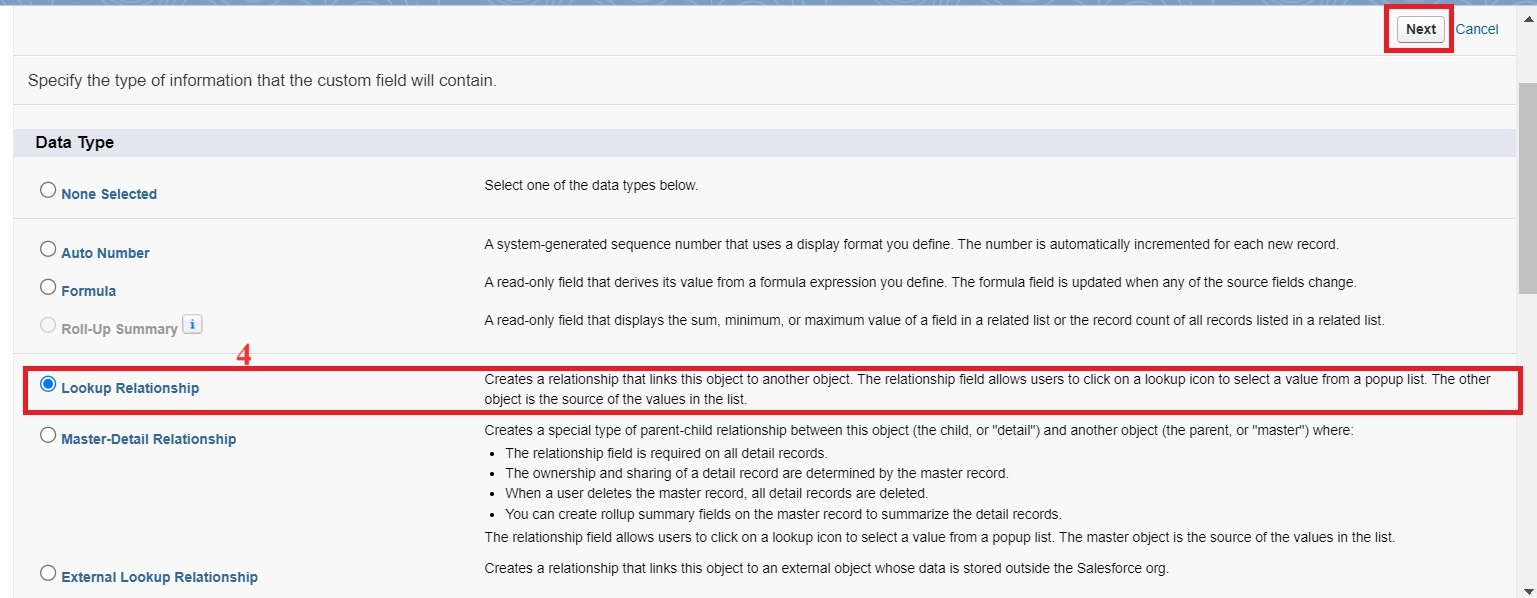 Next Cancel
Specify the type of information that the custom field will contain.
Data Type
None Selected
Select one of the data types below.
Auto Number
A system-generated sequence number that uses a display format you define. The number is automatically incremented for each new record.
Formula
A read-only field that derives its value from a formula expression you define. The formula field is updated when any of the source fields change.
Roll-Up Summary i
A read-only field that displays the sum, minimum, or maximum value of a field in a related list or the record count of all records listed in a related list.
4
Lookup Relationship
Creates a relationship that links this object to another object. The relationship field allows users to click on a lookup icon to select a value from a popup list. The other
object is the source of the values in the list.
Master-Detail Relationship
Creates a special type of parent-child relationship between this object (the child, or "detail") and another object (the parent, or "master") where:
• The relationship field is required on all detail records.
• The ownership and sharing of a detail record are determined by the master record.
• When a user deletes the master record, all detail records are deleted.
• You can create rollup summary fields on the master record to summarize the detail records.
The relationship field allows users to click on a lookup icon to select a value from a popup list. The master object is the source of the values in the list.
External Lookup Relationship
Creates a relationship that links this object to an external object whose data is stored outside the Salesforce org.